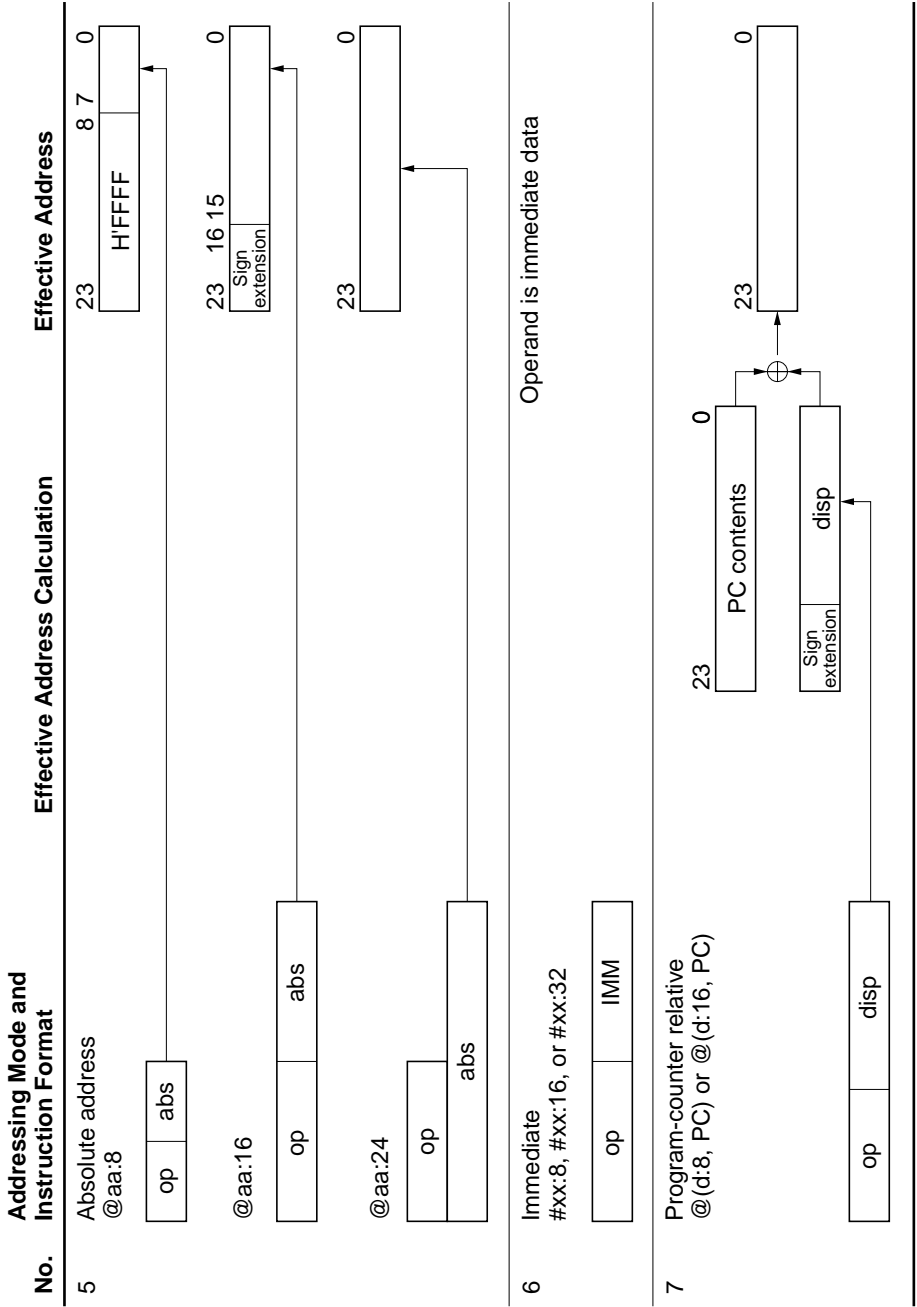 No.
Addressing Mode and
Instruction Format
Effective Address Calculation
Effective Address
5
Absolute address
@aa:8
op
abs
23
8 7
0
H'FFFF
@aa:16
op
abs
23
16 15
0
Sign
extension
@aa:24
op
abs
23
0
6
Immediate
#xx:8, #xx:16, or #xx:32
op
IMM
Operand is immediate data
7
Program-counter relative
@(d:8, PC) or @(d:16, PC)
op
disp
23
0
PC contents
Sign
extension
disp
23
0